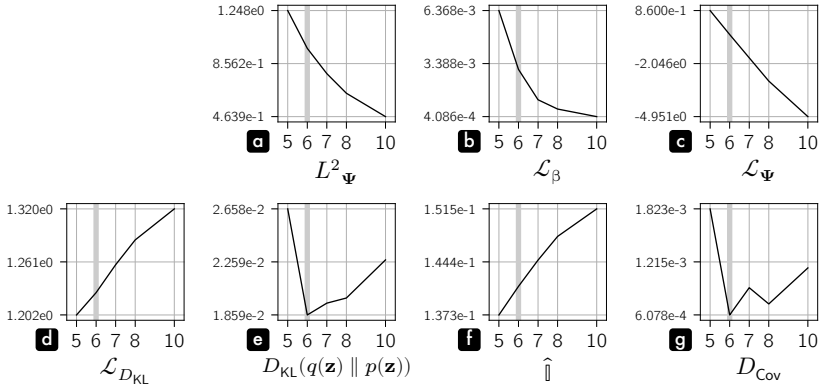 1.248e0
8.562e-1
4.639e-1
5 6 7 8 10
a
L²_Ψ
6.368e-3
3.388e-3
4.086e-4
5 6 7 8 10
b
ℒ_β
8.600e-1
-2.046e0
-4.951e0
5 6 7 8 10
c
ℒ_Ψ
1.320e0
1.261e0
1.202e0
5 6 7 8 10
d
ℒ_D_KL
2.658e-2
2.259e-2
1.859e-2
5 6 7 8 10
e
D_KL(q(z) ∥ p(z))
1.515e-1
1.444e-1
1.373e-1
5 6 7 8 10
f
1.823e-3
1.215e-3
6.078e-4
5 6 7 8 10
g
D_Cov